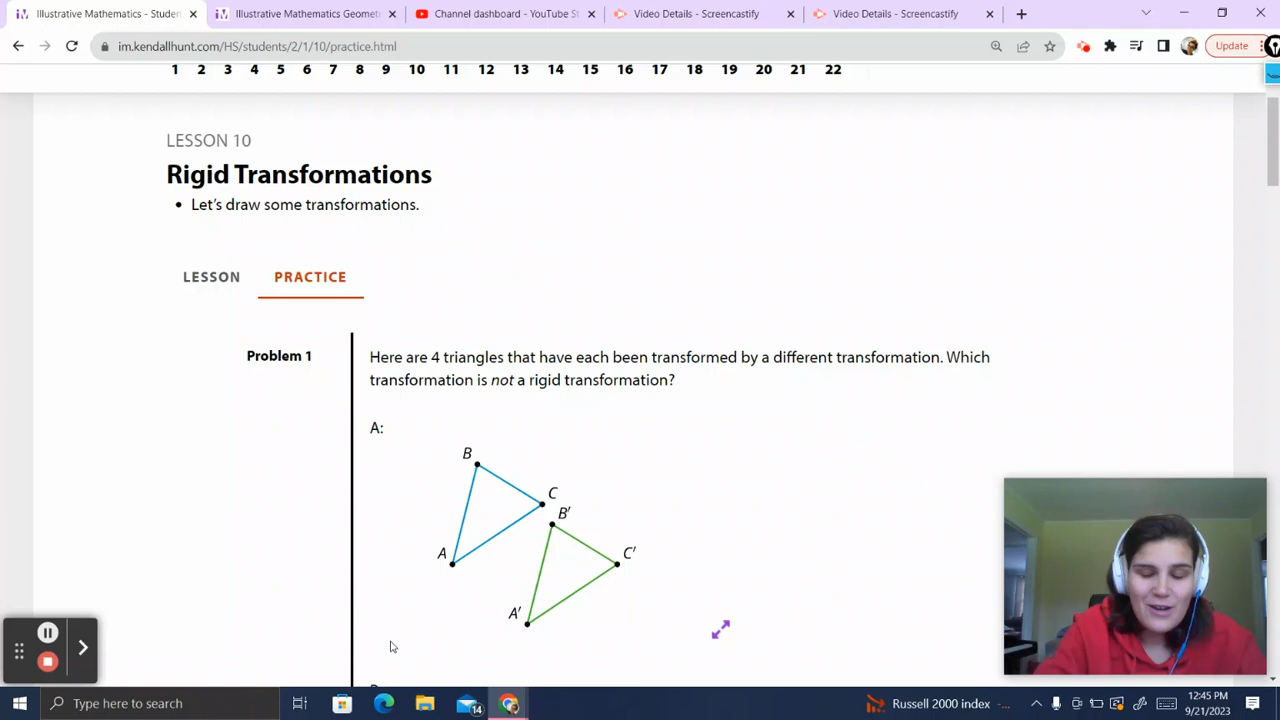 Illustrative Mathematics - Studen
Illustrative Mathematics Geomet
Channel dashboard - YouTube St
Video Details - Screencastify
Video Details - Screencastify
im.kendallhunt.com/HS/students/2/1/10/practice.html
Update
1 2 3 4 5 6 7 8 9 10 11 12 13 14 15 16 17 18 19 20 21 22
LESSON 10
Rigid Transformations
Let's draw some transformations.
LESSON
PRACTICE
Problem 1
Here are 4 triangles that have each been transformed by a different transformation. Which
transformation is not a rigid transformation?
A:
B
C
B′
A
C′
A′
Type here to search
14
Russell 2000 index
12:45 PM
9/21/2023